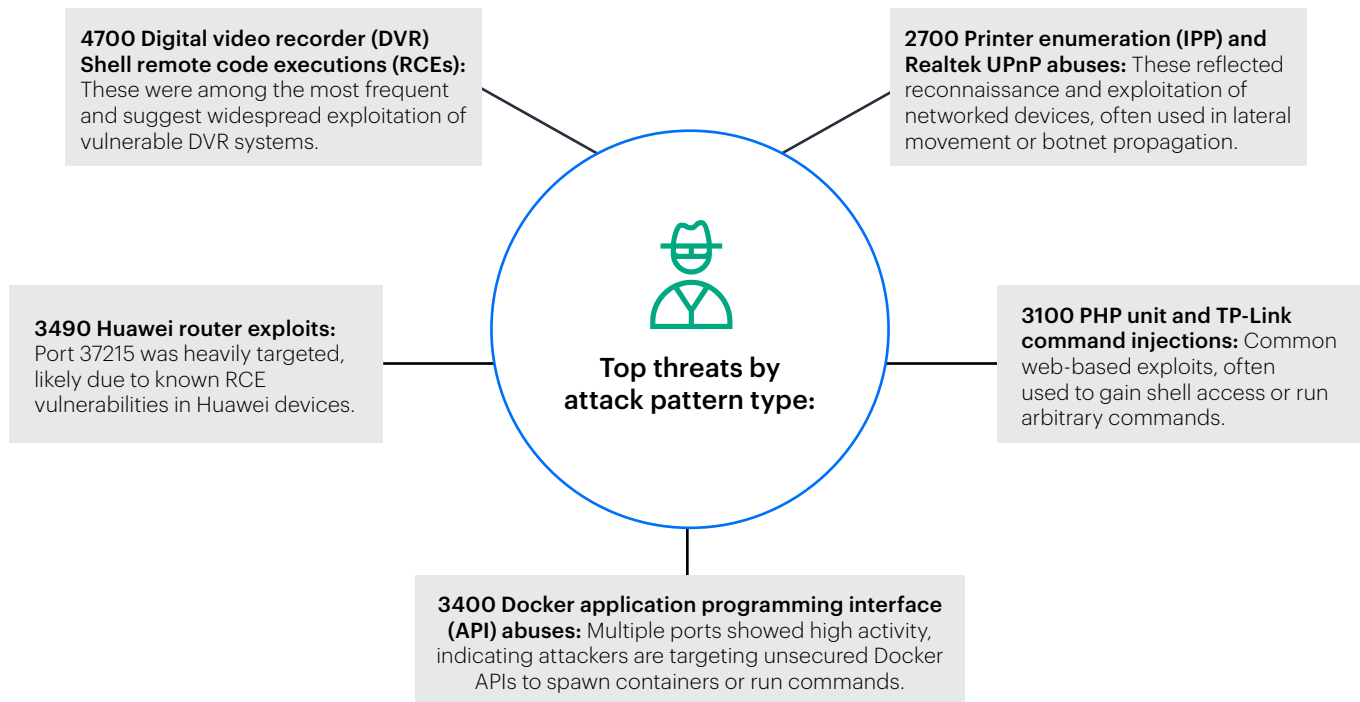 4700 Digital video recorder (DVR)
Shell remote code executions (RCEs):
These were among the most frequent
and suggest widespread exploitation of
vulnerable DVR systems.
2700 Printer enumeration (IPP) and
Realtek UPnP abuses: These reflected
reconnaissance and exploitation of
networked devices, often used in lateral
movement or botnet propagation.
3490 Huawei router exploits:
Port 37215 was heavily targeted,
likely due to known RCE
vulnerabilities in Huawei devices.
Top threats by
attack pattern type:
3100 PHP unit and TP-Link
command injections: Common
web-based exploits, often
used to gain shell access or run
arbitrary commands.
3400 Docker application programming interface
(API) abuses: Multiple ports showed high activity,
indicating attackers are targeting unsecured Docker
APIs to spawn containers or run commands.